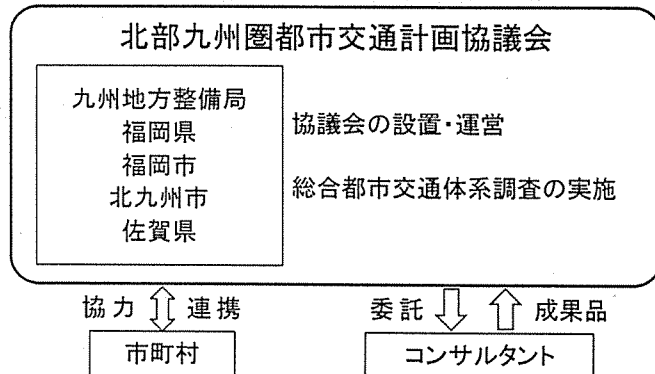 北部九州圏都市交通計画協議会
九州地方整備局
福岡県
福岡市
北九州市
佐賀県
協議会の設置・運営
総合都市交通体系調査の実施
協力 連携
市町村
委託 成果品
コンサルタント